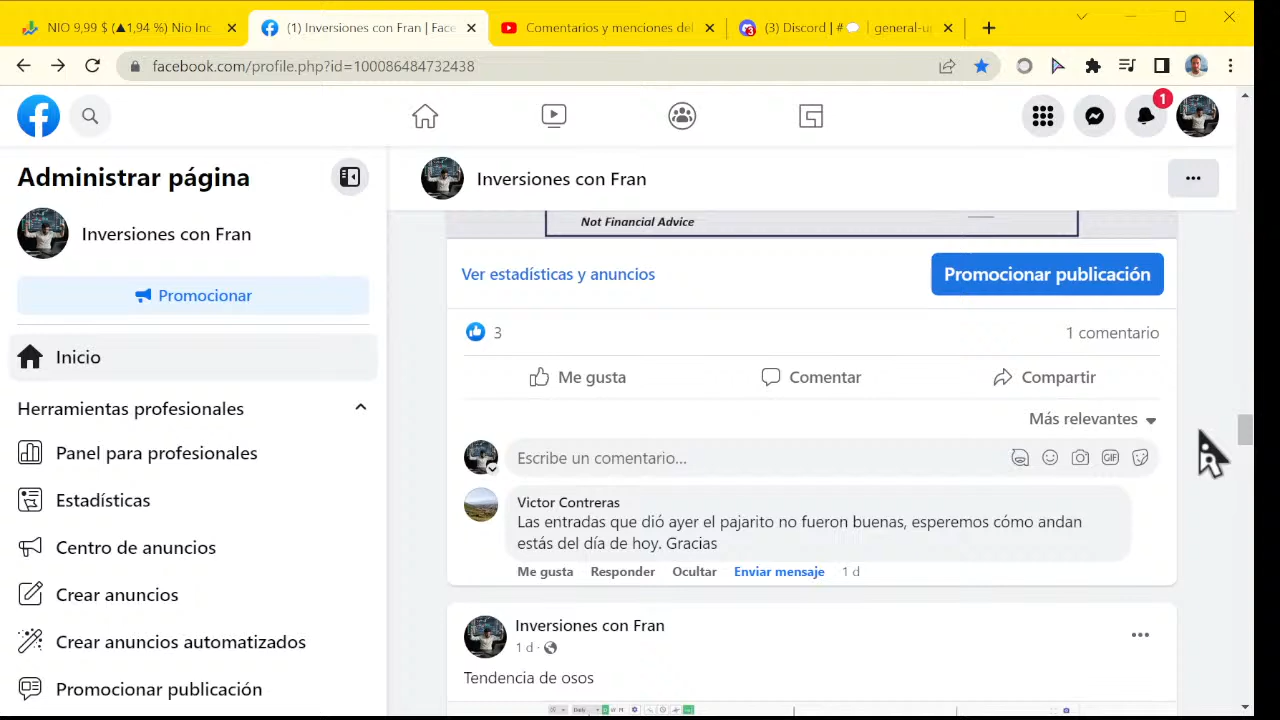 NIO 9,99 $ (▲1,94 %) Nio Inc
(1) Inversiones con Fran | Face
Comentarios y menciones del
(3) Discord | # | general-u
facebook.com/profile.php?id=100086484732438
1
Administrar página
Inversiones con Fran
Promocionar
Inicio
Herramientas profesionales
Panel para profesionales
Estadísticas
Centro de anuncios
Crear anuncios
Crear anuncios automatizados
Promocionar publicación
Inversiones con Fran
Not Financial Advice
Ver estadísticas y anuncios
Promocionar publicación
3
1 comentario
Me gusta
Comentar
Compartir
Más relevantes
Escribe un comentario...
GIF
Victor Contreras
Las entradas que dió ayer el pajarito no fueron buenas, esperemos cómo andan
estás del día de hoy. Gracias
Me gusta Responder Ocultar Enviar mensaje 1 d
Inversiones con Fran
1 d
Tendencia de osos